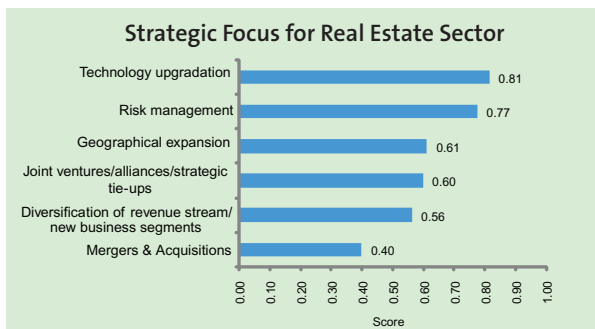 Strategic Focus for Real Estate Sector
Technology upgradation
0.81
Risk management
0.77
Geographical expansion
0.61
Joint ventures/alliances/strategic
tie-ups
0.60
Diversification of revenue stream/
new business segments
0.56
Mergers & Acquisitions
0.40
0.00
0.10
0.20
0.30
0.40
0.50
0.60
0.70
0.80
0.90
1.00
Score